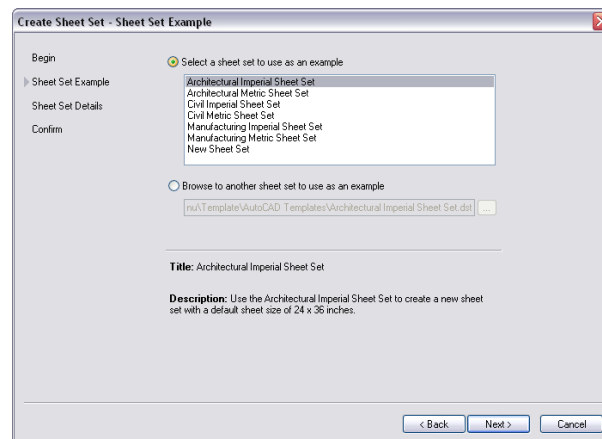 Create Sheet Set - Sheet Set Example
Begin
Sheet Set Example
Sheet Set Details
Confirm
Select a sheet set to use as an example
Architectural Imperial Sheet Set
Architectural Metric Sheet Set
Civil Imperial Sheet Set
Civil Metric Sheet Set
Manufacturing Imperial Sheet Set
Manufacturing Metric Sheet Set
New Sheet Set
Browse to another sheet set to use as an example
nu\Template\AutoCAD Templates\Architectural Imperial Sheet Set.dst ...
Title: Architectural Imperial Sheet Set
Description: Use the Architectural Imperial Sheet Set to create a new sheet
set with a default sheet size of 24 x 36 inches.
< Back Next > Cancel